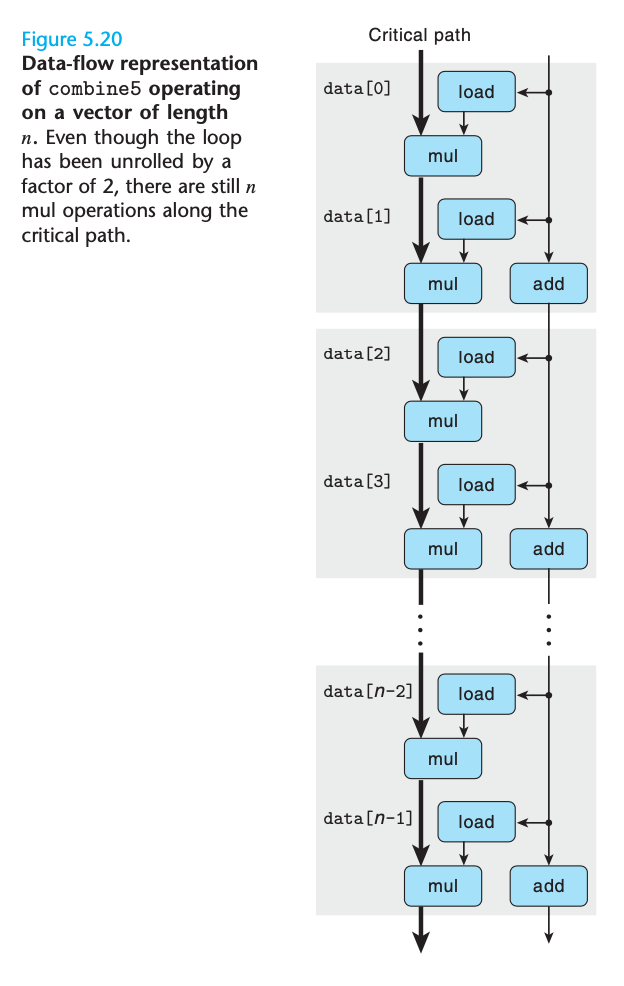 Figure 5.20
Data-flow representation
of combine5 operating
on a vector of length
n. Even though the loop
has been unrolled by a
factor of 2, there are still n
mul operations along the
critical path.
Critical path
data[0]
load
mul
data[1]
load
mul
add
data[2]
load
mul
data[3]
load
mul
add
data[n-2]
load
mul
data[n-1]
load
mul
add